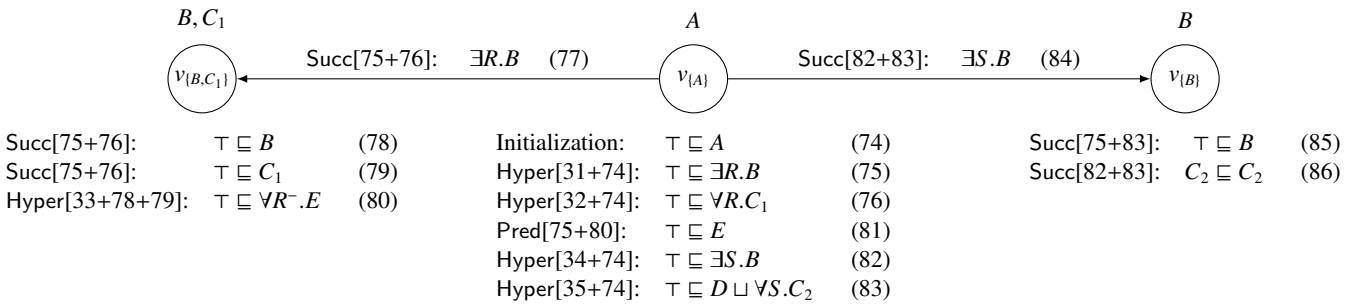 B, C₁ A B
Succ[75+76]: ∃R.B (77) Succ[82+83]: ∃S.B (84)
v_{B,C₁} v_{A} v_{B}
Succ[75+76]: ⊤ ⊑ B (78)
Succ[75+76]: ⊤ ⊑ C₁ (79)
Hyper[33+78+79]: ⊤ ⊑ ∀R⁻.E (80)
Initialization: ⊤ ⊑ A (74)
Hyper[31+74]: ⊤ ⊑ ∃R.B (75)
Hyper[32+74]: ⊤ ⊑ ∀R.C₁ (76)
Pred[75+80]: ⊤ ⊑ E (81)
Hyper[34+74]: ⊤ ⊑ ∃S.B (82)
Hyper[35+74]: ⊤ ⊑ D ⊔ ∀S.C₂ (83)
Succ[75+83]: ⊤ ⊑ B (85)
Succ[82+83]: C₂ ⊑ C₂ (86)